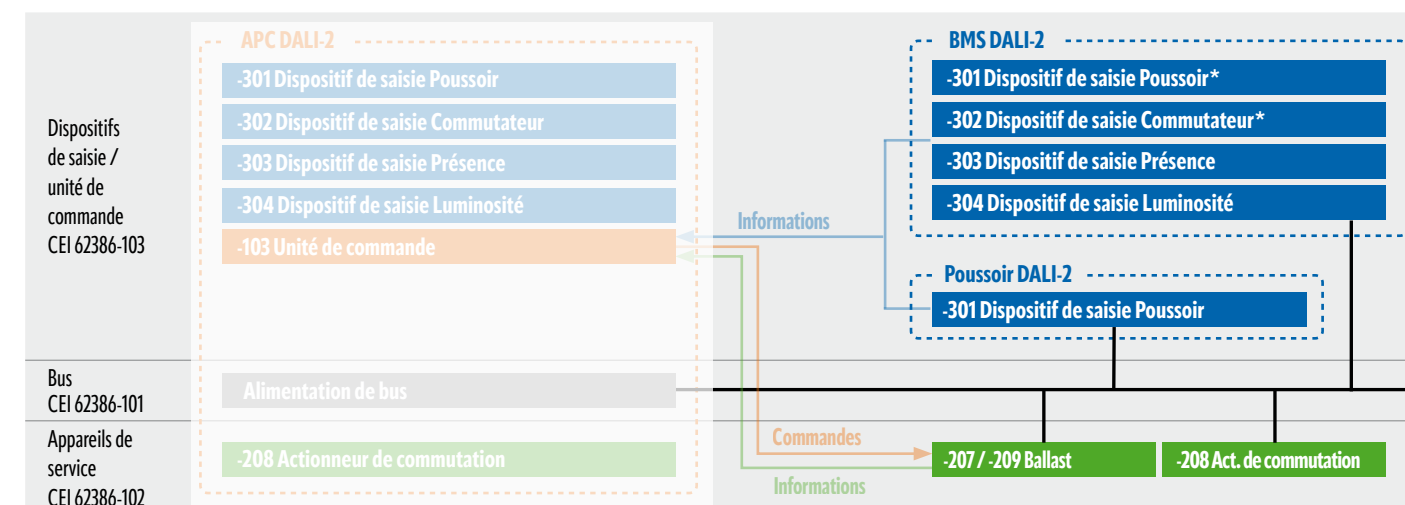 APC DALI-2
BMS DALI-2
Dispositifs
de saisie /
unité de
commande
CEI 62386-103
-301 Dispositif de saisie Poussoir
-302 Dispositif de saisie Commutateur
-303 Dispositif de saisie Présence
-304 Dispositif de saisie Luminosité
-103 Unité de commande
Informations
-301 Dispositif de saisie Poussoir*
-302 Dispositif de saisie Commutateur*
-303 Dispositif de saisie Présence
-304 Dispositif de saisie Luminosité
Poussoir DALI-2
-301 Dispositif de saisie Poussoir
Bus
CEI 62386-101
Alimentation de bus
Appareils de
service
CEI 62386-102
-208 Actionneur de commutation
Commandes
Informations
-207 / -209 Ballast
-208 Act. de commutation